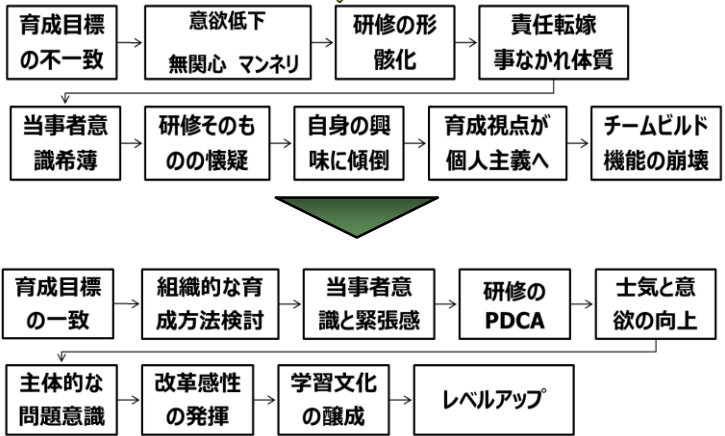 育成目標
の不一致
意欲低下
無関心 マンネリ
研修の形
骸化
責任転嫁
事なかれ体質
当事者意
識希薄
研修そのも
のの懐疑
自身の興
味に傾倒
育成視点が
個人主義へ
チームビルド
機能の崩壊
育成目標
の一致
組織的な育
成方法検討
当事者意
識と緊張感
研修の
PDCA
士気と意
欲の向上
主体的な
問題意識
改革感性
の発揮
学習文化
の醸成
レベルアップ